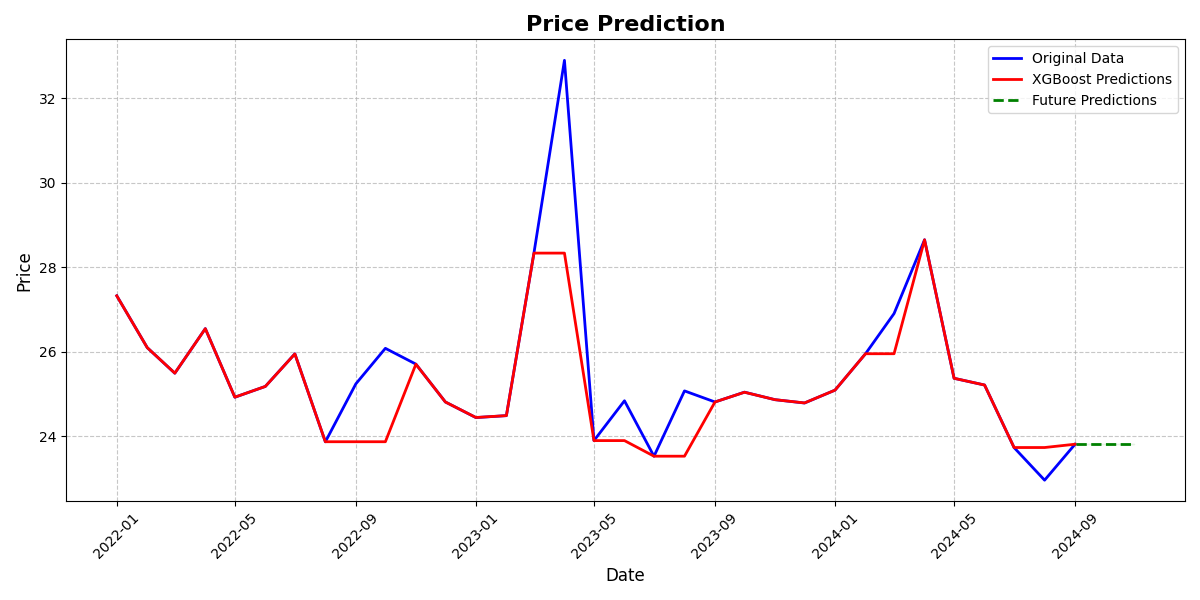 Price Prediction
Original Data
XGBoost Predictions
Future Predictions
Price
32
30
28
26
24
2022-01
2022-05
2022-09
2023-01
2023-05
2023-09
2024-01
2024-05
2024-09
Date